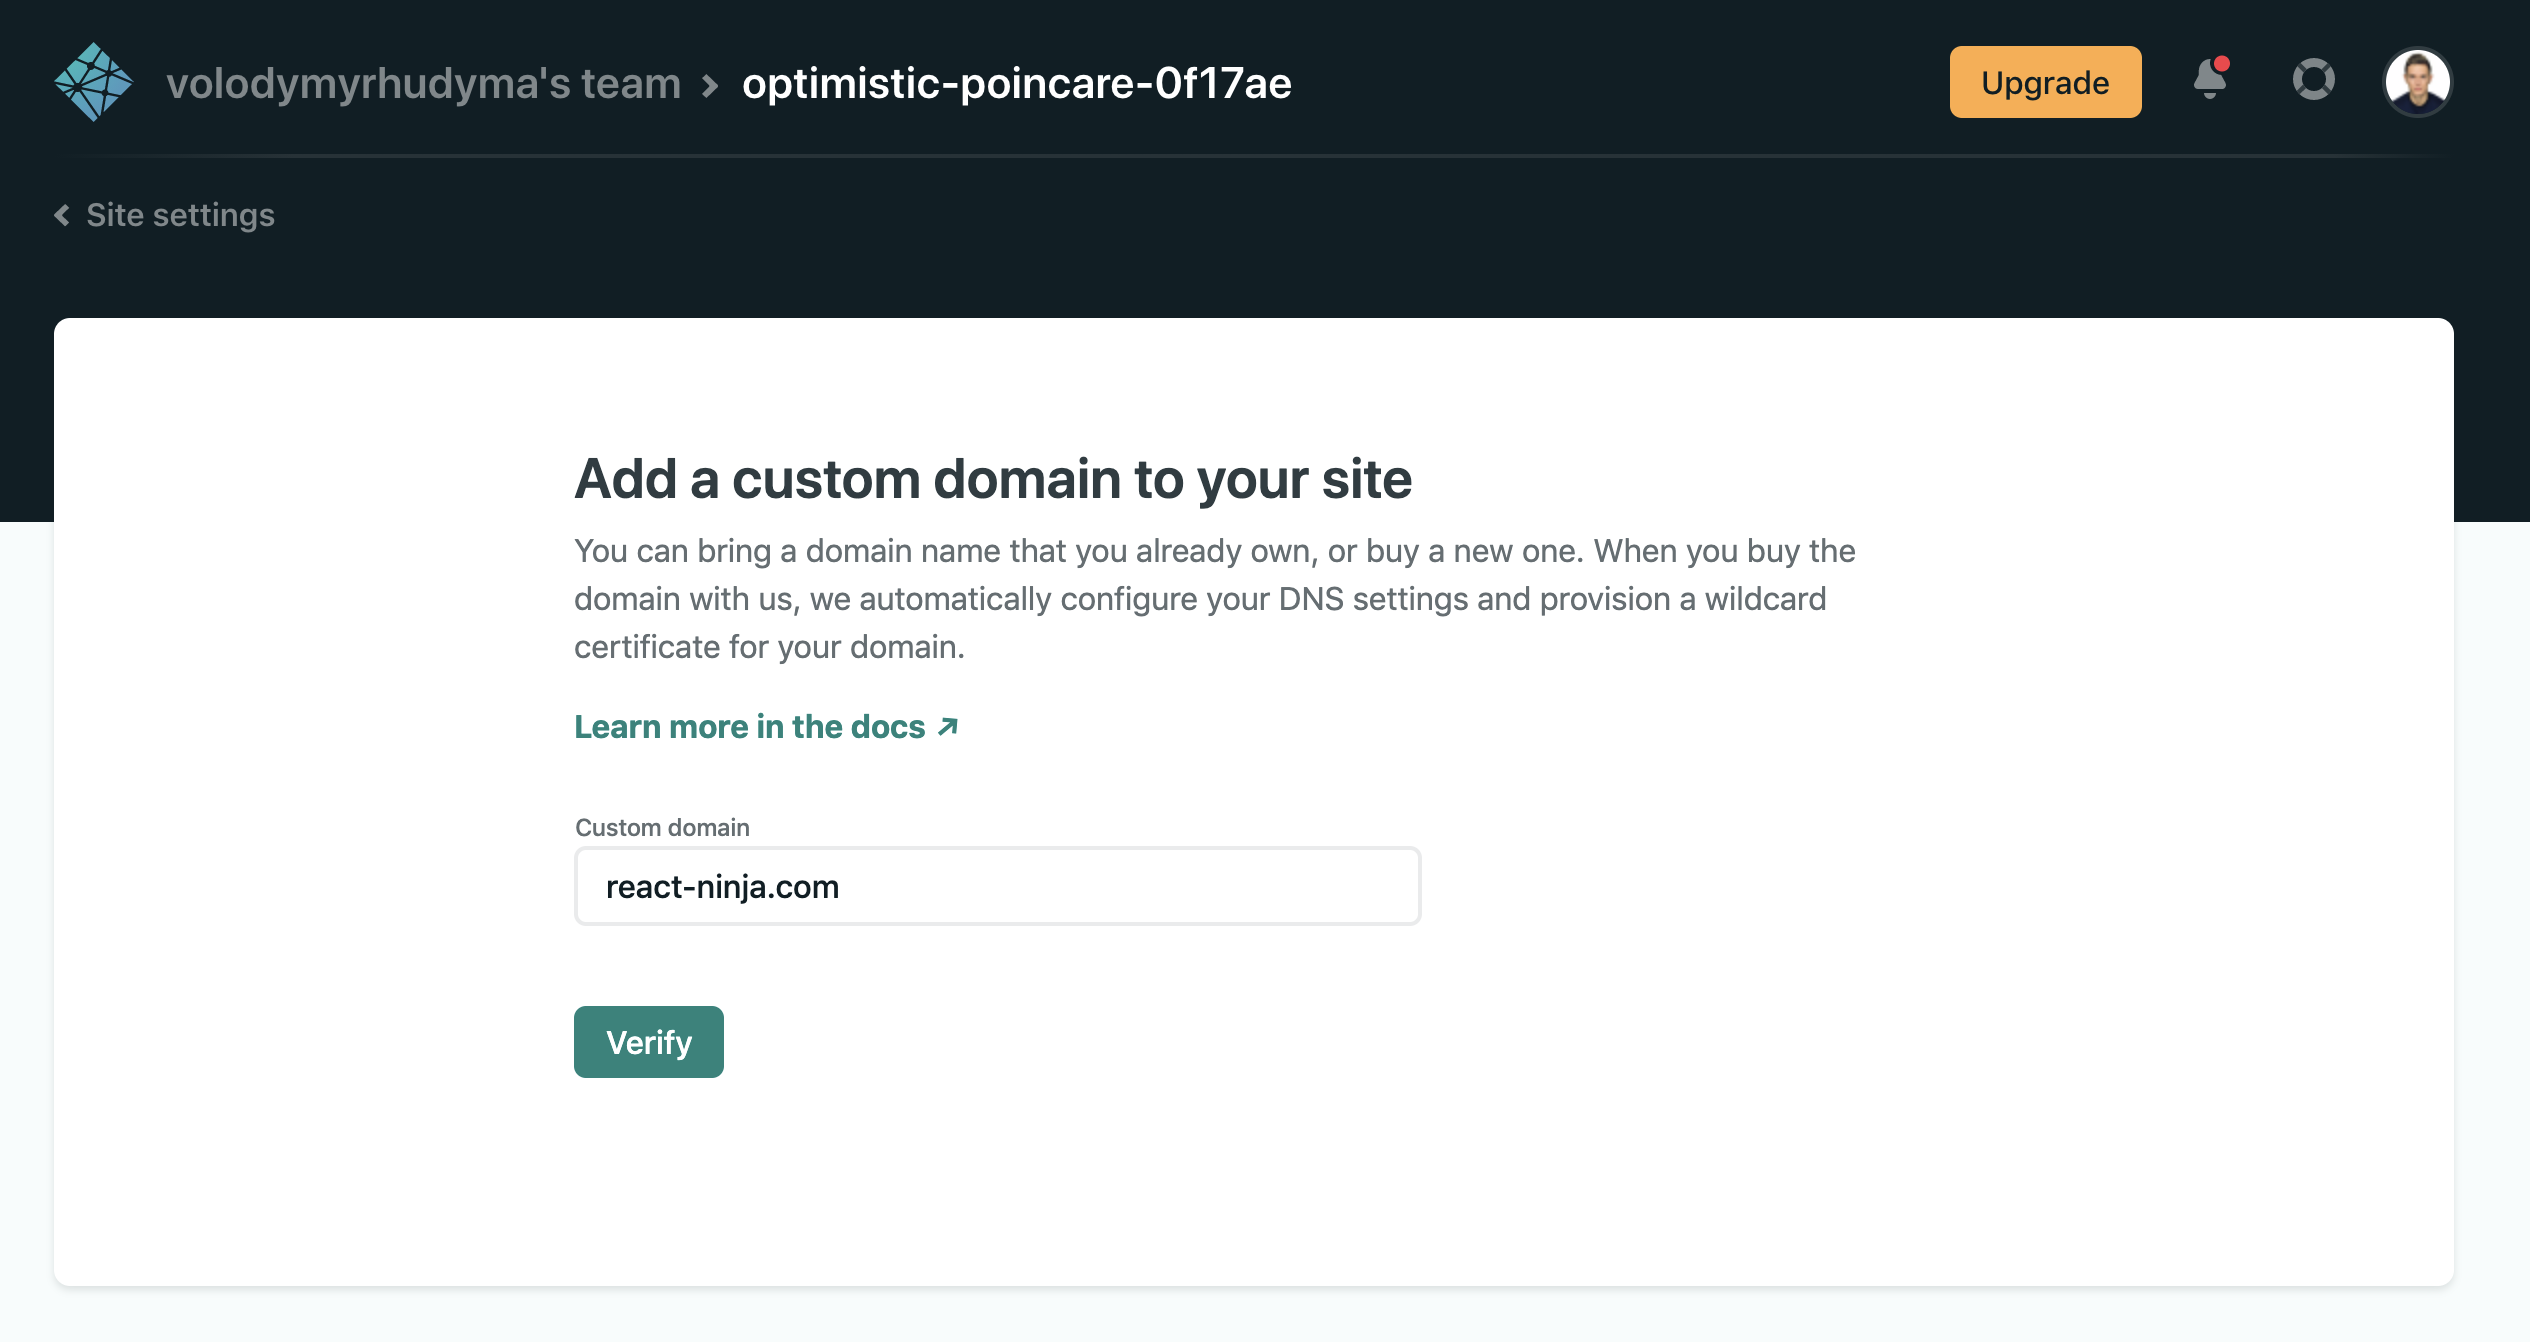 volodymyrhudyma's team > optimistic-poincare-0f17ae
Upgrade
Site settings
Add a custom domain to your site
You can bring a domain name that you already own, or buy a new one. When you buy the
domain with us, we automatically configure your DNS settings and provision a wildcard
certificate for your domain.
Learn more in the docs ↗
Custom domain
react-ninja.com
Verify